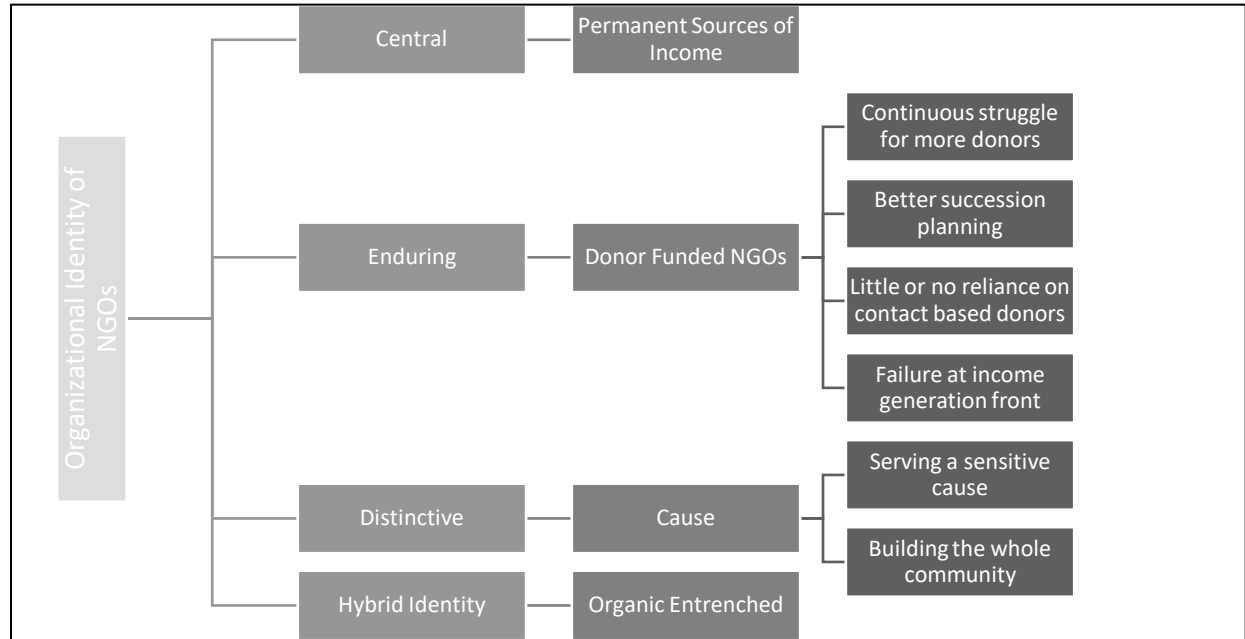 Organizational Identity of
NGOs
Central
Permanent Sources of
Income
Enduring
Donor Funded NGOs
Continuous struggle
for more donors
Better succession
planning
Little or no reliance on
contact based donors
Failure at income
generation front
Distinctive
Cause
Serving a sensitive
cause
Building the whole
community
Hybrid Identity
Organic Entrenched